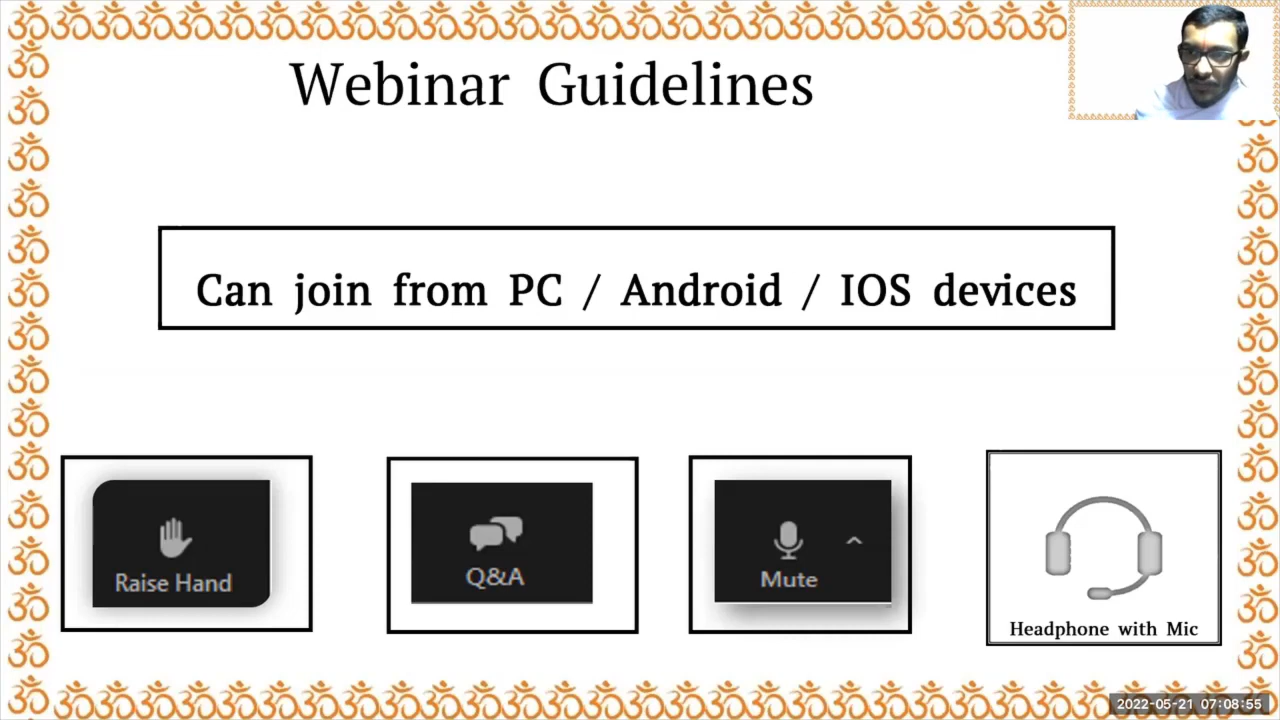 Webinar Guidelines
Can join from PC / Android / IOS devices
Raise Hand
Q&A
Mute
Headphone with Mic
2022-05-21 07:08:55